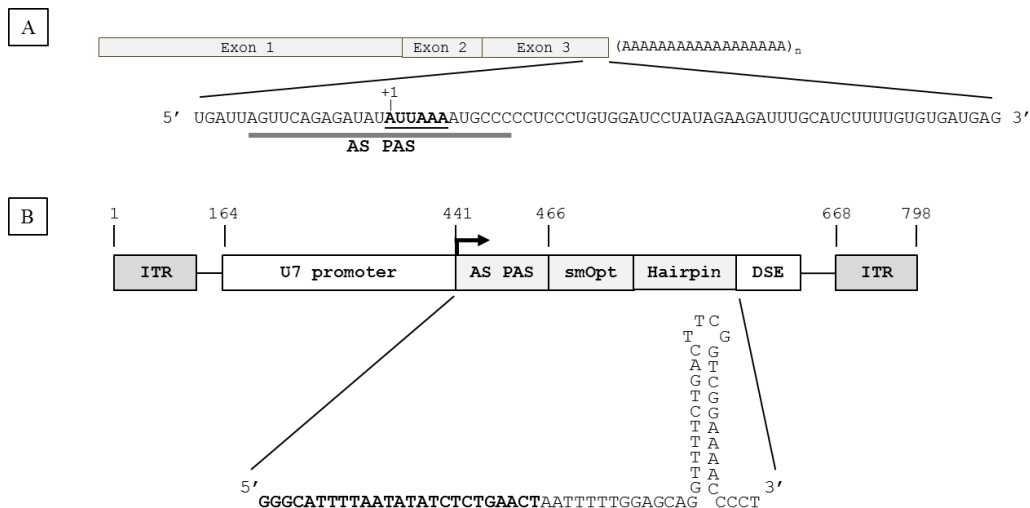 A
Exon 1 Exon 2 Exon 3 (AAAAAAAAAAAAAAAAAA)n
+1
5’ UGAUUAGUUCAGAGAUAUAUUAAAAUGCCCCCUCCCUGUGGAUCCUAUAGAAGAUUUGCAUCUUUUGUGUGAUGAG 3’
AS PAS
B
1 164 441 466 668 798
ITR U7 promoter AS PAS smOpt Hairpin DSE ITR
T C
T G
C G
A T
G C
T G
C G
T A
T A
T A
T A
G C
5’ 3’
GGGCATTTTAATATATCTCTGAACTAATTTTTGGAGCAG CCCT